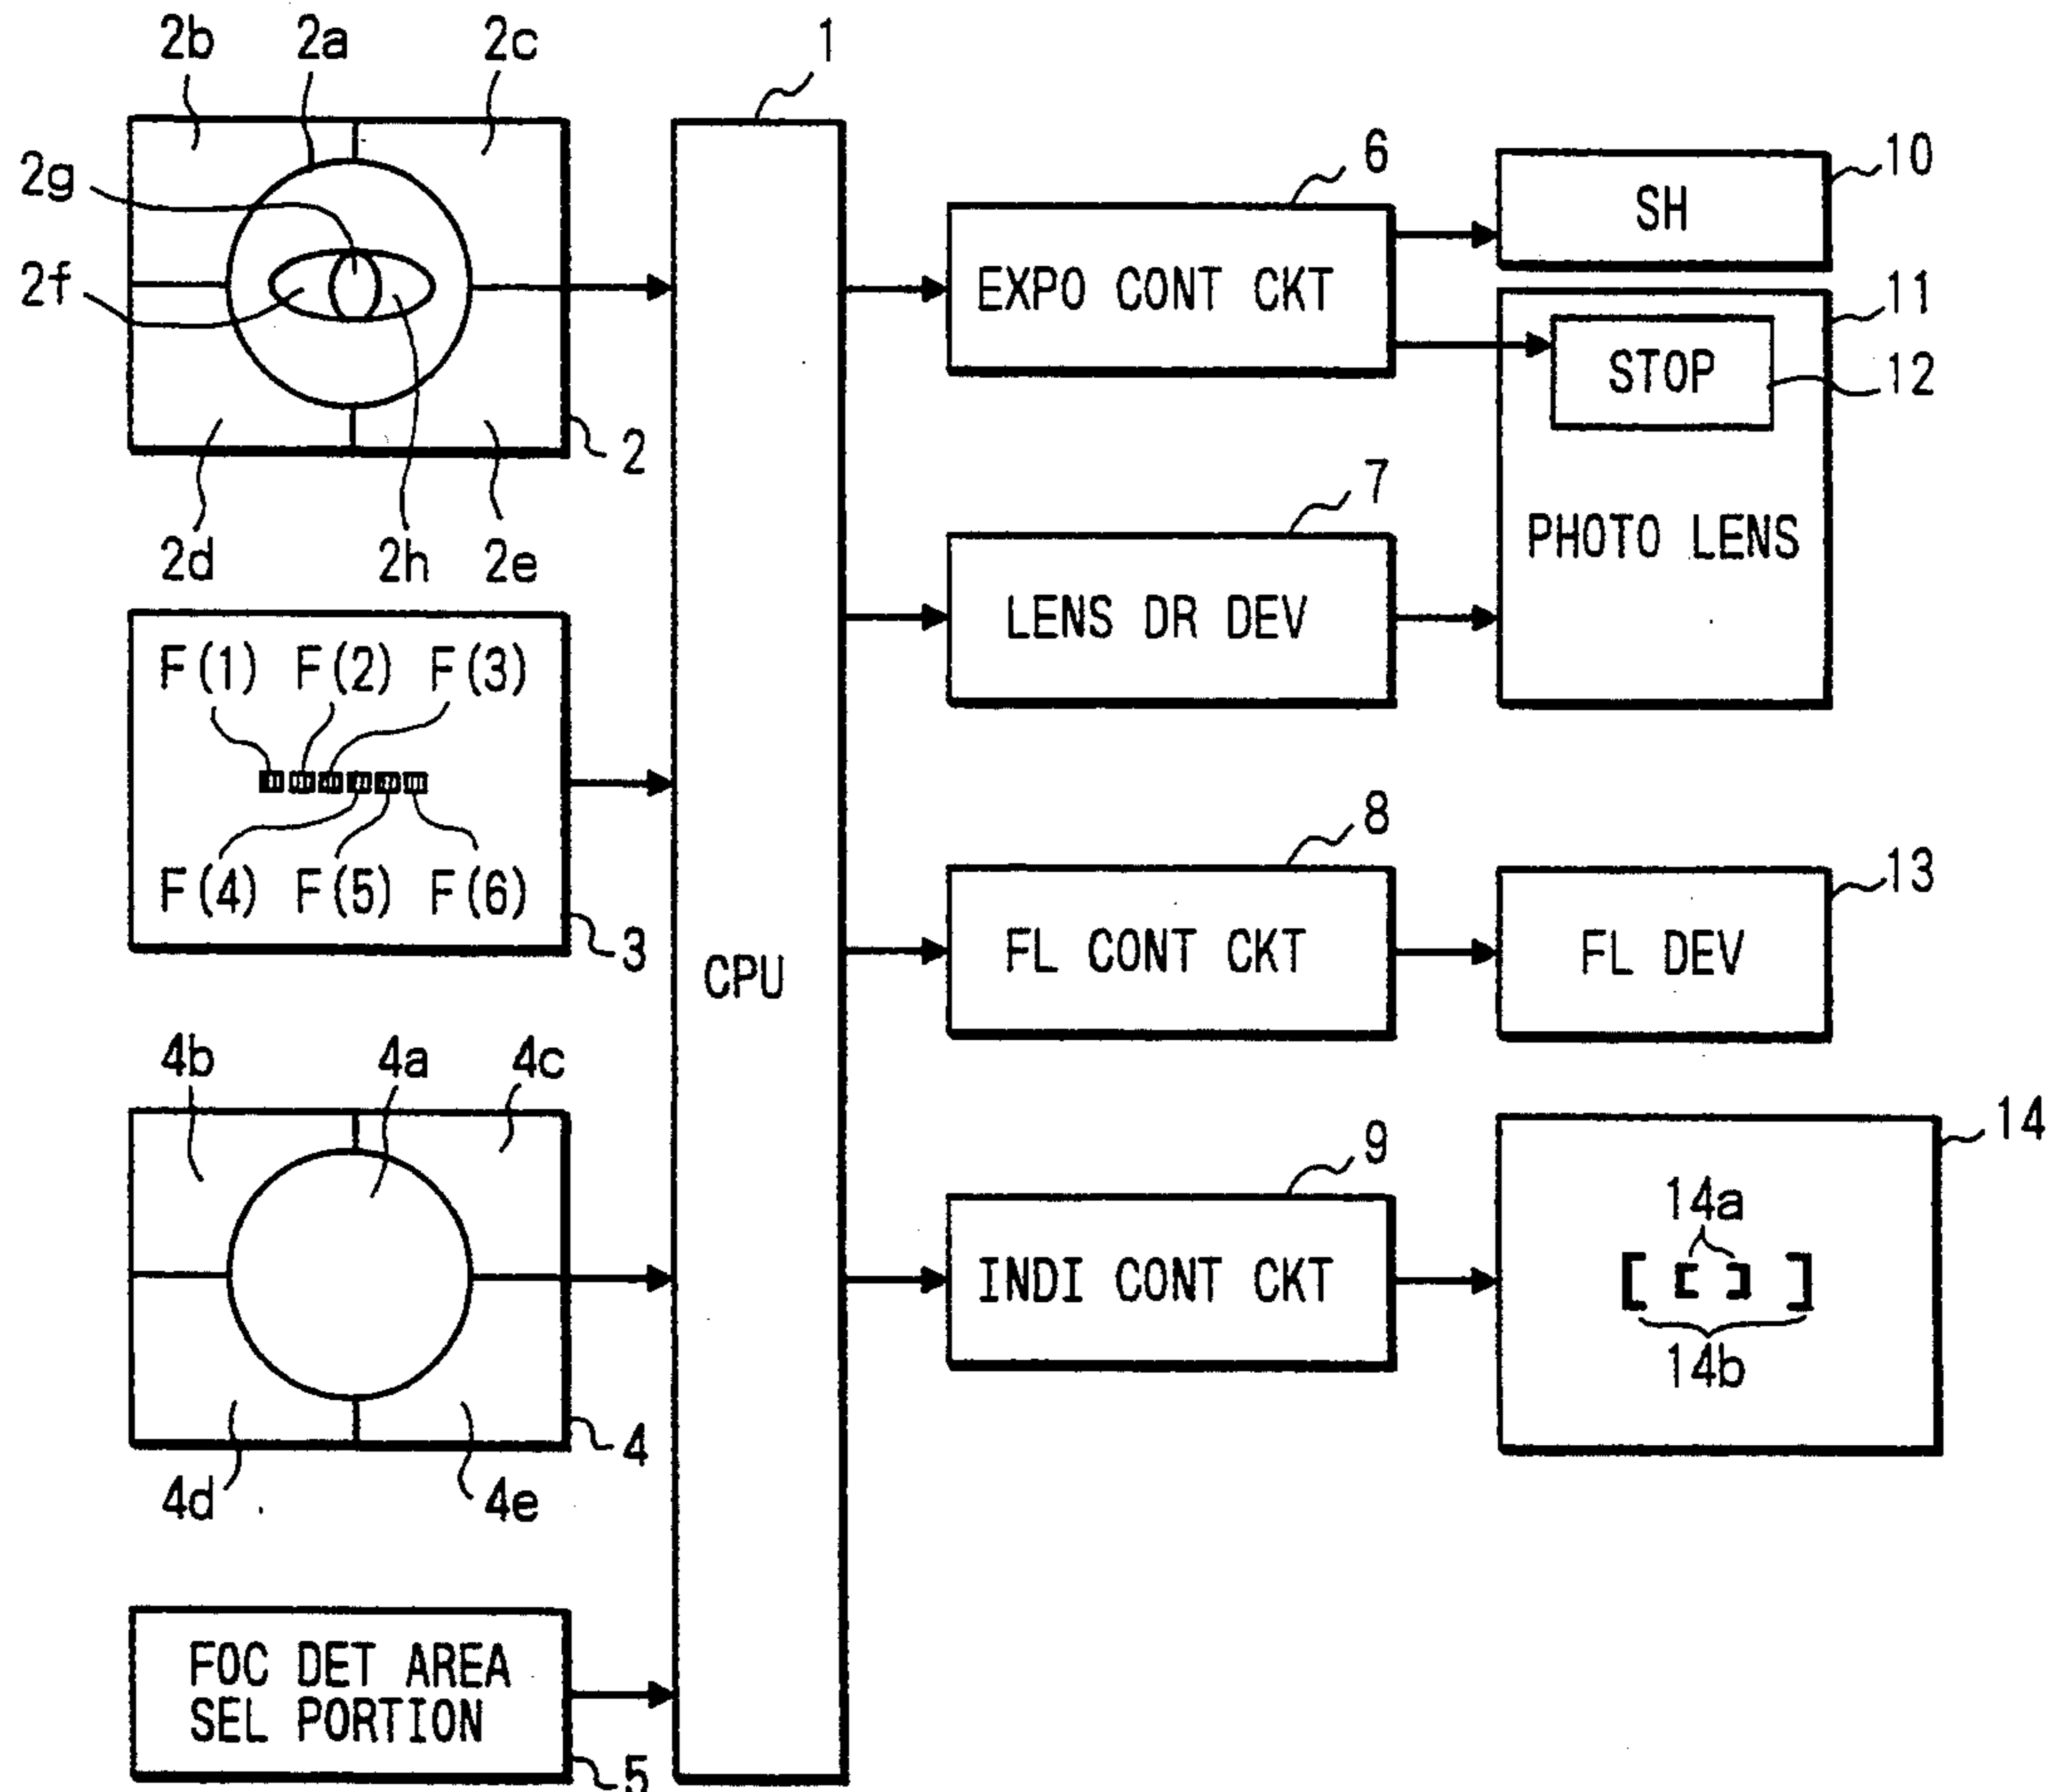 2b 2a 2c
2g
2f
2
2d 2h 2e
F(1) F(2) F(3)
F(4) F(5) F(6)
3
4b 4a 4c
4
4d 4e
FOC DET AREA
SEL PORTION
5
1
CPU
6
EXPO CONT CKT
7
LENS DR DEV
8
FL CONT CKT
9
INDI CONT CKT
10
SH
11
STOP
12
PHOTO LENS
13
FL DEV
14
14a
[ [ ] ]
14b